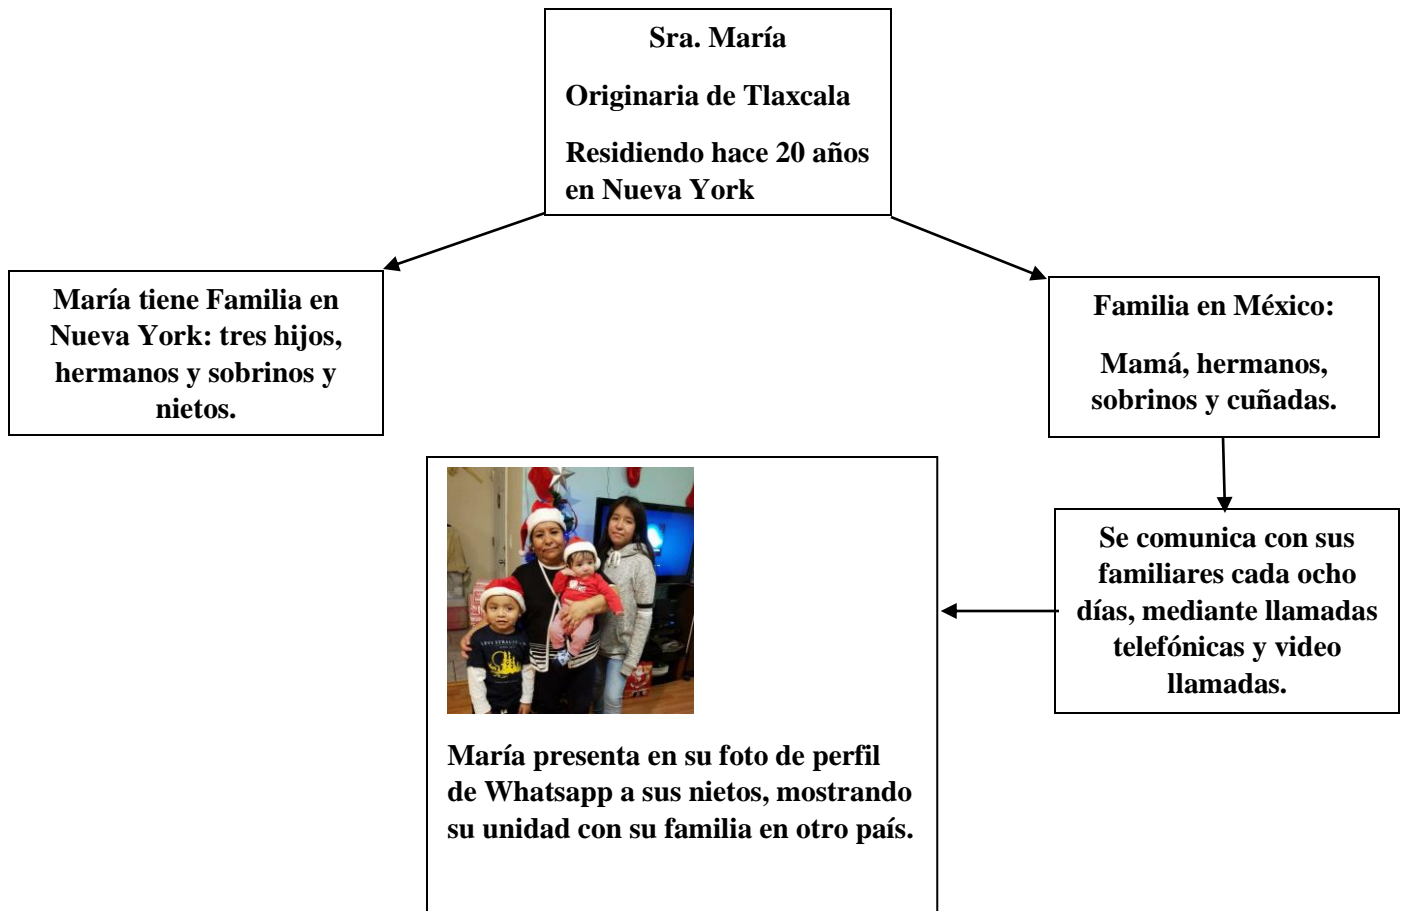 Sra. María
Originaria de Tlaxcala
Residiendo hace 20 años
en Nueva York
María tiene Familia en
Nueva York: tres hijos,
hermanos y sobrinos y
nietos.
Familia en México:
Mamá, hermanos,
sobrinos y cuñadas.
Se comunica con sus
familiares cada ocho
días, mediante llamadas
telefónicas y video
llamadas.
María presenta en su foto de perfil
de Whatsapp a sus nietos, mostrando
su unidad con su familia en otro país.